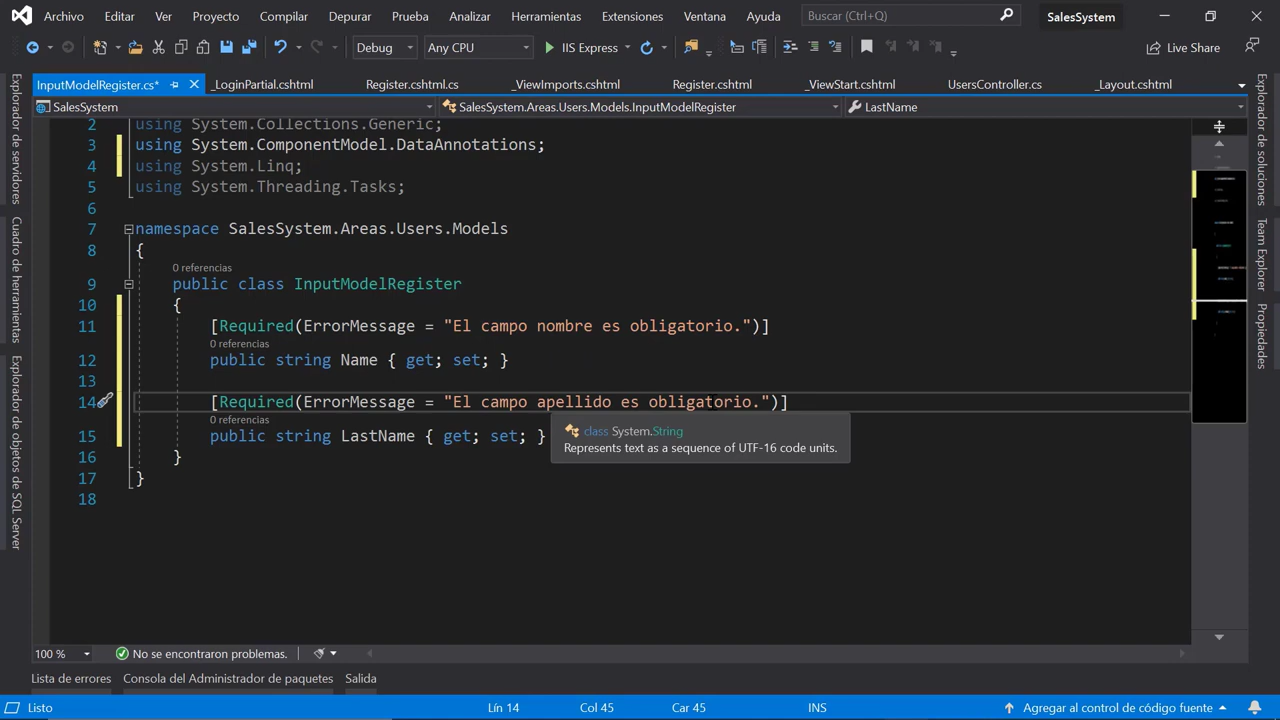 Archivo Editar Ver Proyecto Compilar Depurar Prueba Analizar Herramientas Extensiones Ventana Ayuda Buscar (Ctrl+Q) SalesSystem
Debug Any CPU IIS Express Live Share
InputModelRegister.cs* _LoginPartial.cshtml Register.cshtml.cs _ViewImports.cshtml Register.cshtml _ViewStart.cshtml UsersController.cs _Layout.cshtml
SalesSystem SalesSystem.Areas.Users.Models.InputModelRegister LastName
Explorador de servidores
Cuadro de herramientas
Explorador de objetos de SQL Server
2 using System.Collections.Generic;
3 using System.ComponentModel.DataAnnotations;
4 using System.Linq;
5 using System.Threading.Tasks;
6
7 namespace SalesSystem.Areas.Users.Models
8 {
0 referencias
9 public class InputModelRegister
10 {
11 [Required(ErrorMessage = "El campo nombre es obligatorio.")]
0 referencias
12 public string Name { get; set; }
13
14 [Required(ErrorMessage = "El campo apellido es obligatorio.")]
0 referencias
15 public string LastName { get; set; }
16 }
17 }
18
class System.String
Represents text as a sequence of UTF-16 code units.
Explorador de soluciones
Team Explorer
Propiedades
100 % No se encontraron problemas.
Lista de errores Consola del Administrador de paquetes Salida
Listo Lín 14 Col 45 Car 45 INS Agregar al control de código fuente